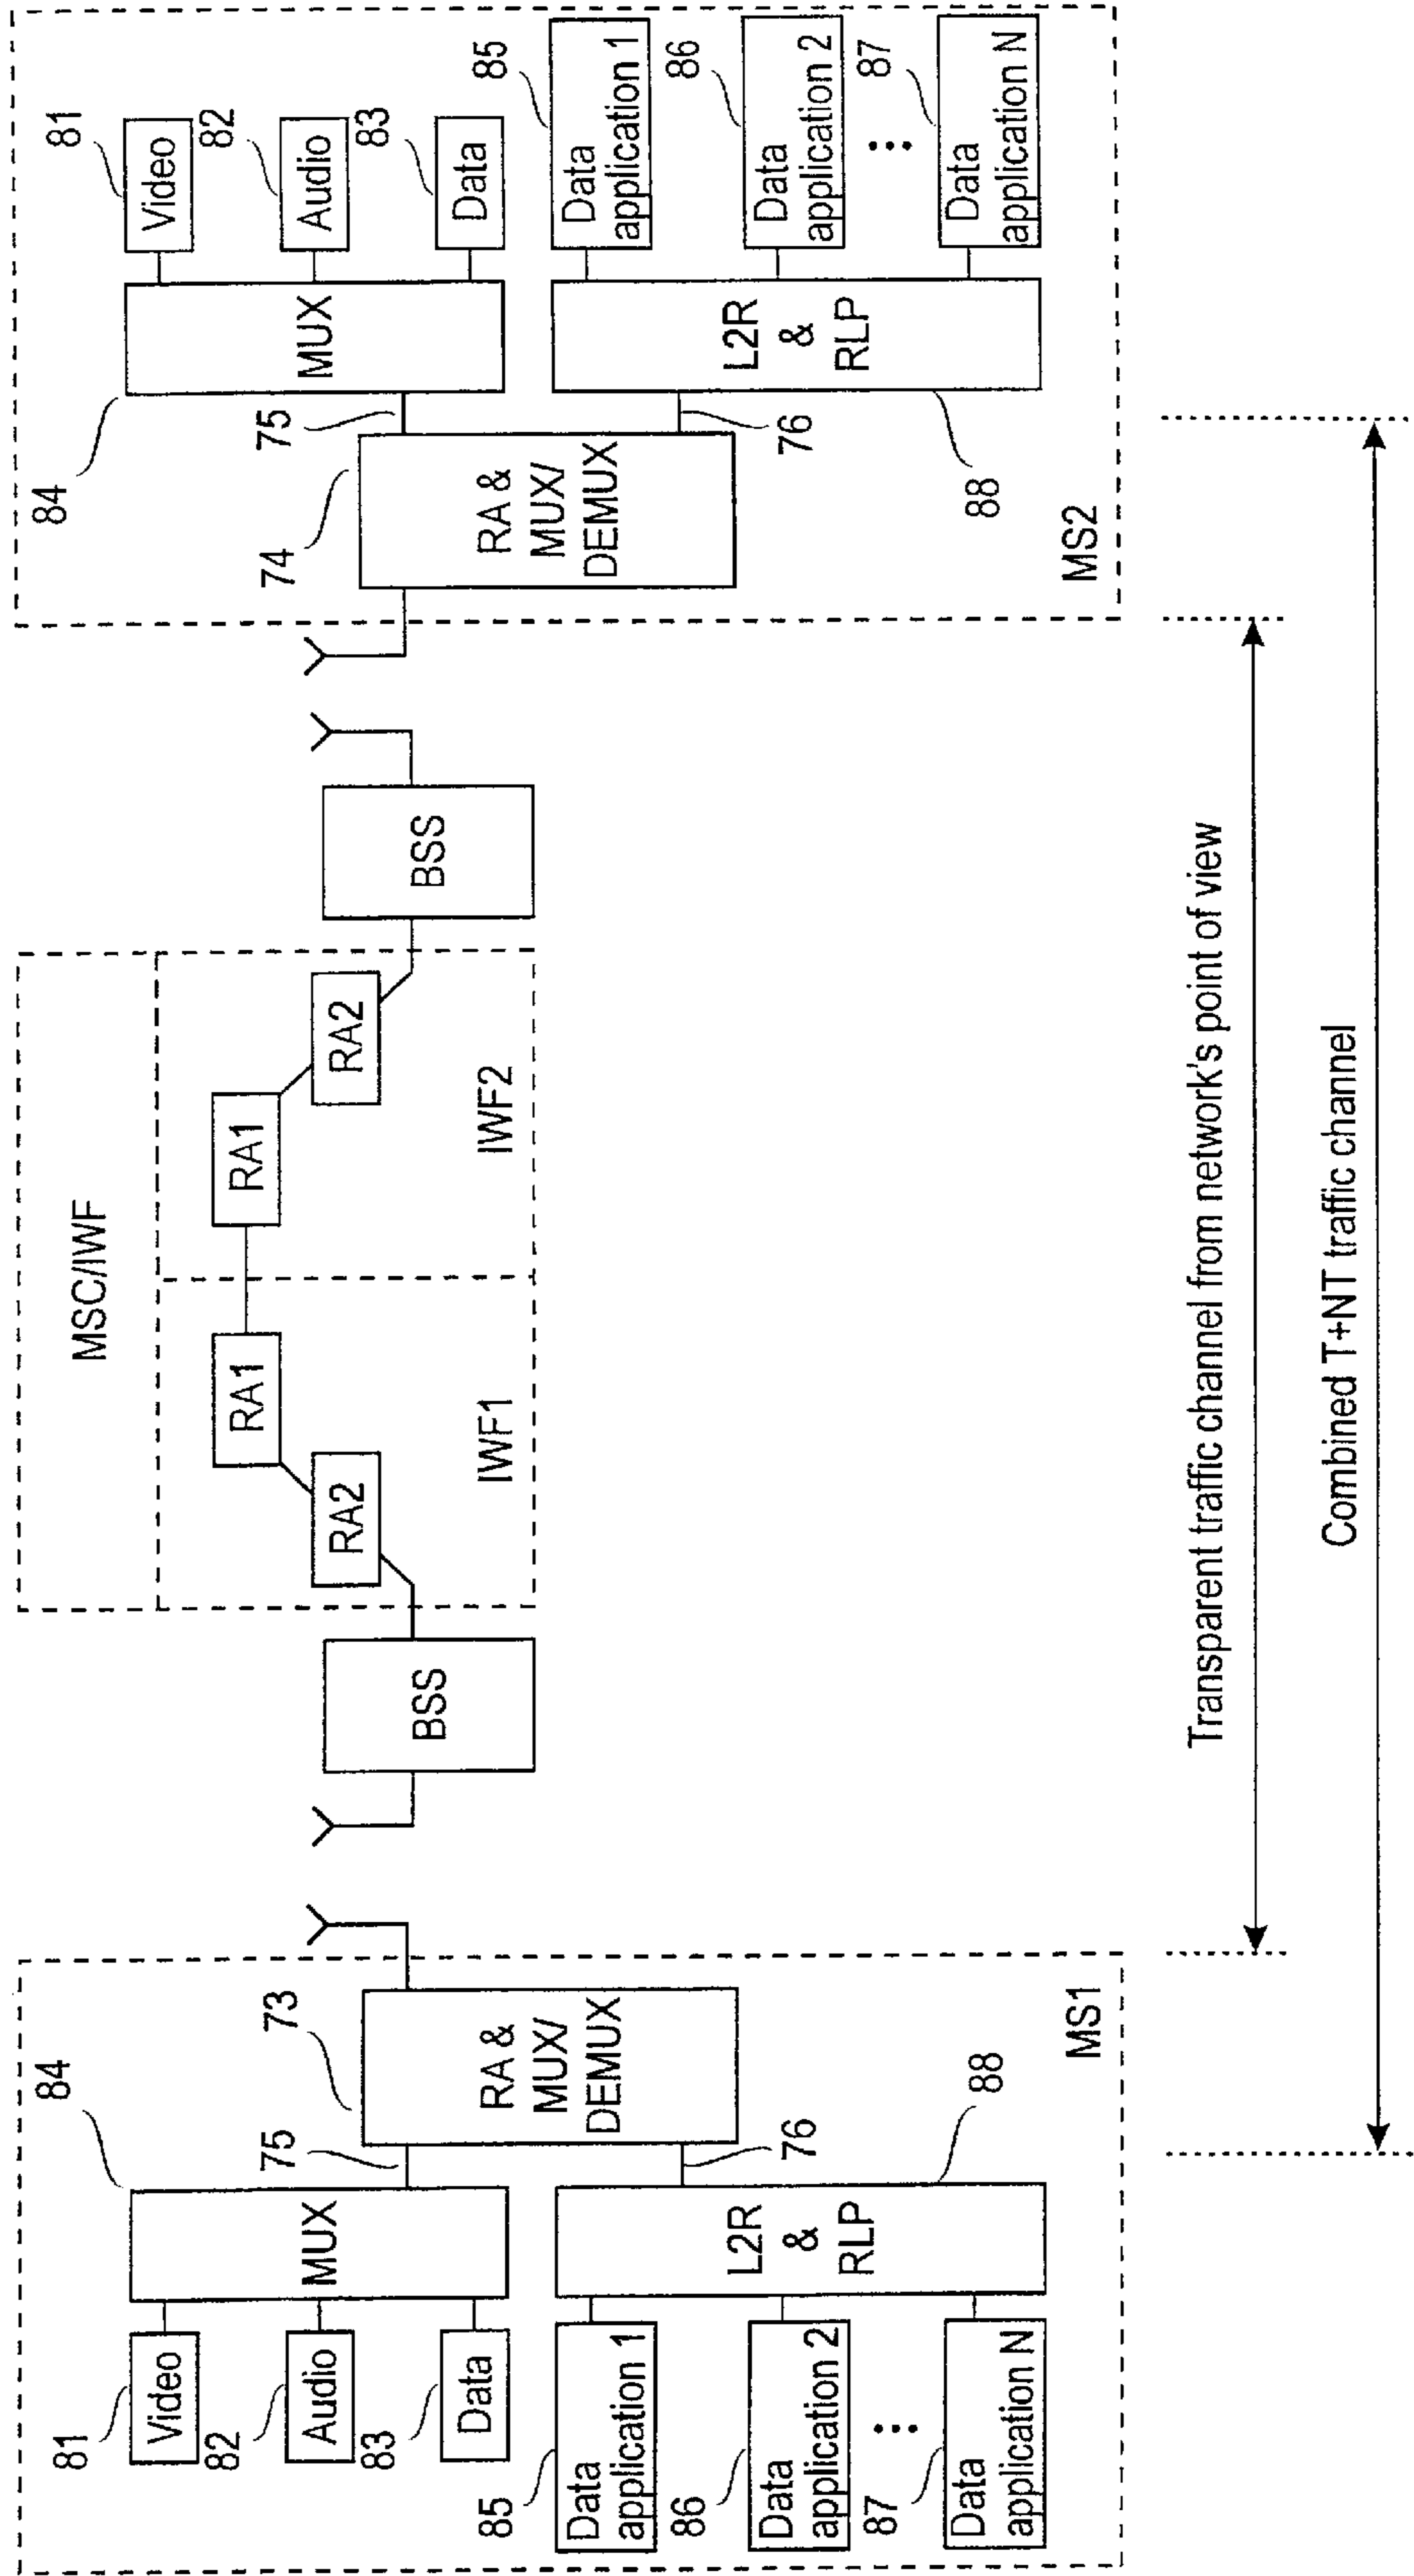 84
81
Video
82
Audio
83
Data
MUX
75
73
RA &
MUX/
DEMUX
85
Data
application 1
86
Data
application 2
87
Data
application N
L2R
&
RLP
76
88
MS1
BSS
MSC/IWF
RA2
RA1
IWF1
RA1
RA2
IWF2
BSS
74
RA &
MUX/
DEMUX
75
84
MUX
81
Video
82
Audio
83
Data
76
L2R
&
RLP
88
85
Data
application 1
86
Data
application 2
87
Data
application N
MS2
Transparent traffic channel from network's point of view
Combined T+NT traffic channel